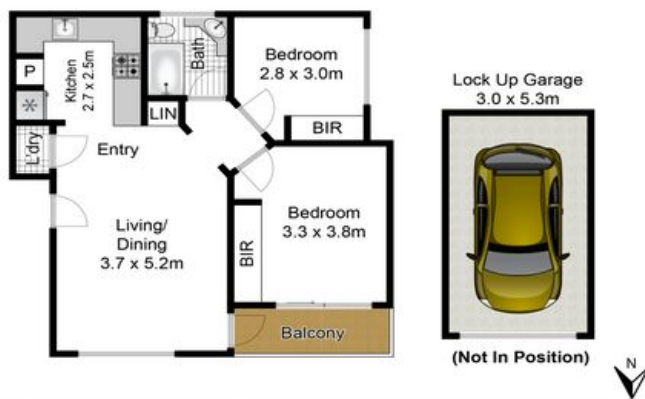 P
Kitchen
2.7 x 2.5m
Bath
Bedroom
2.8 x 3.0m
LIN
BIR
L'dry
Entry
Living/
Dining
3.7 x 5.2m
BIR
Bedroom
3.3 x 3.8m
Balcony
Lock Up Garage
3.0 x 5.3m
(Not In Position)
N